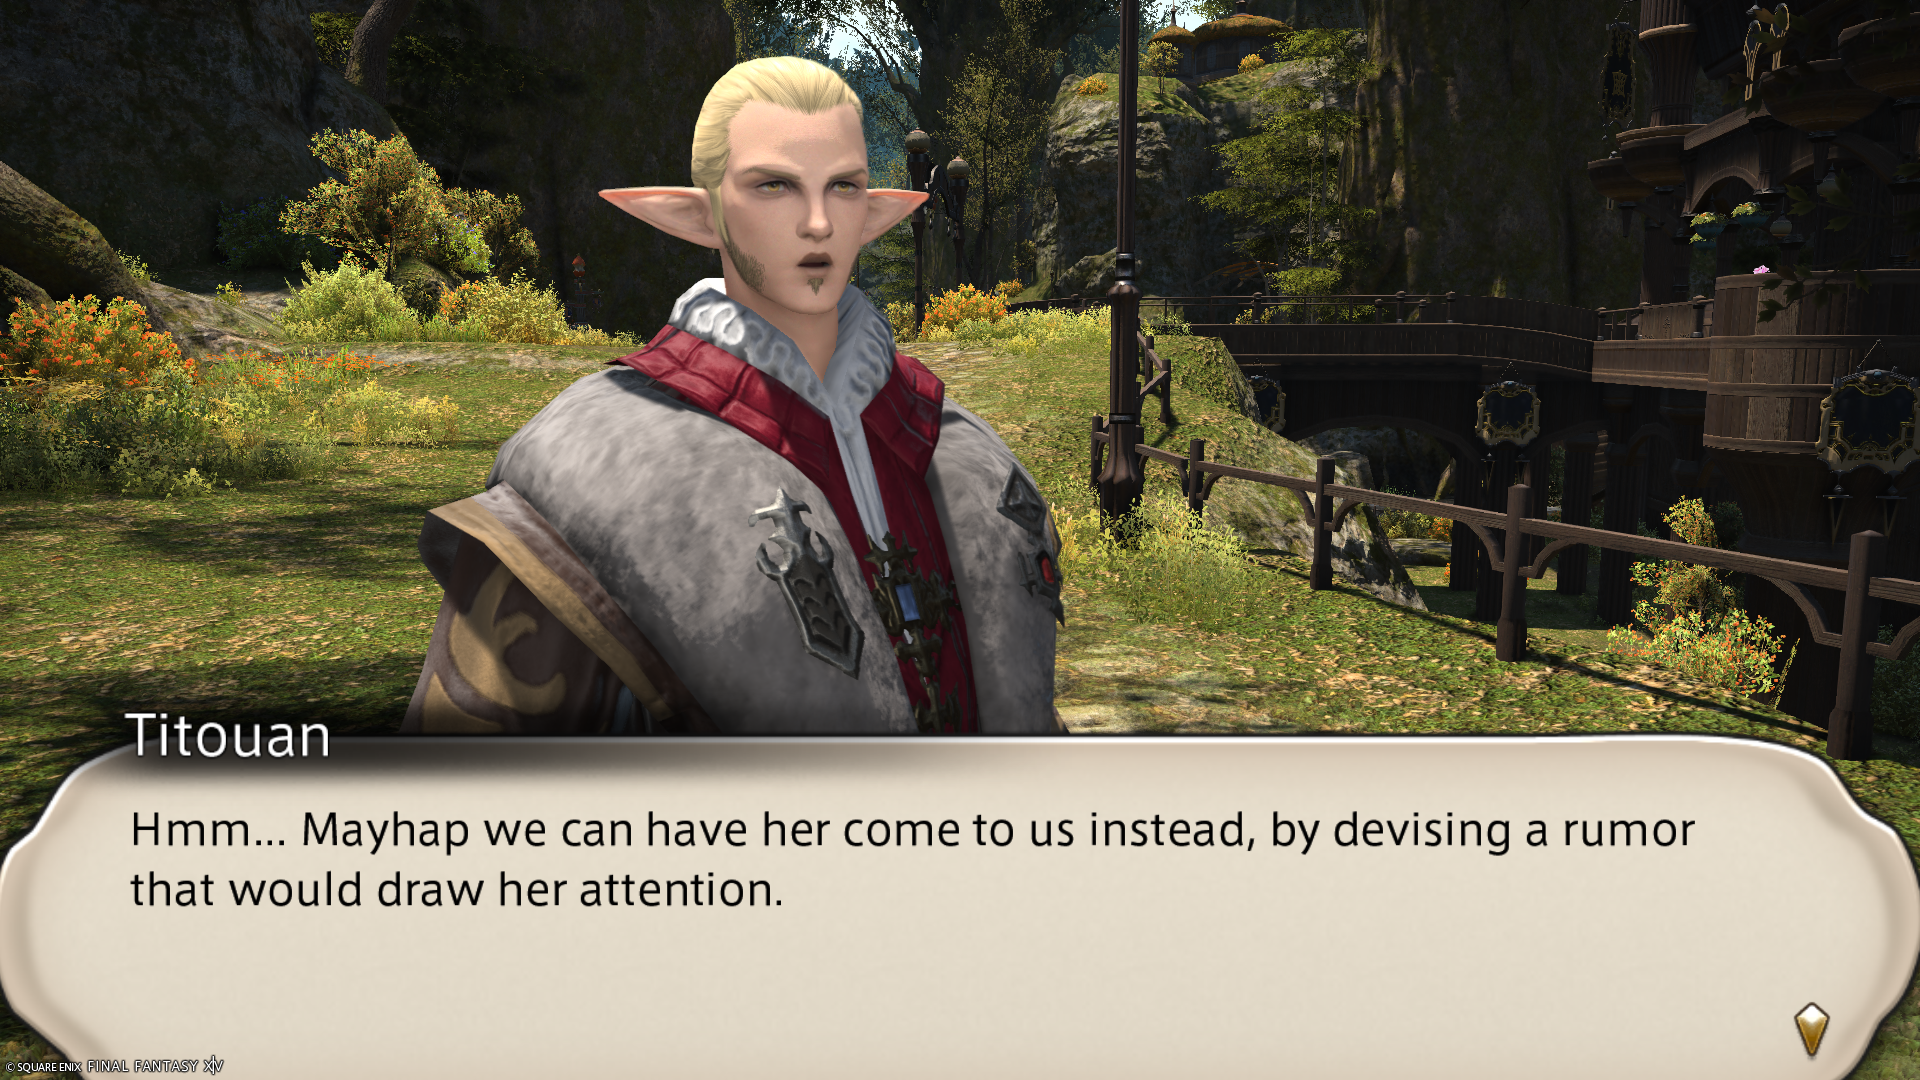 Titouan
Hmm... Mayhap we can have her come to us instead, by devising a rumor
that would draw her attention.
© SQUARE ENIX FINAL FANTASY XIV